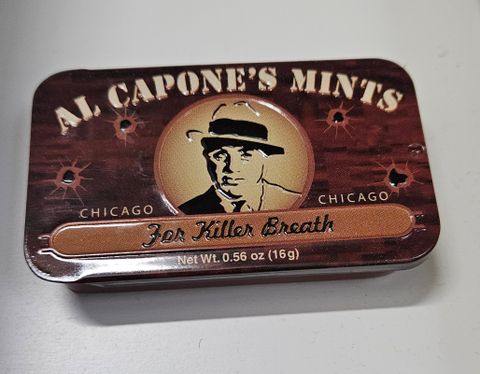 AL CAPONE'S MINTS
CHICAGO CHICAGO
For Killer Breath
Net Wt. 0.56 oz (16g)